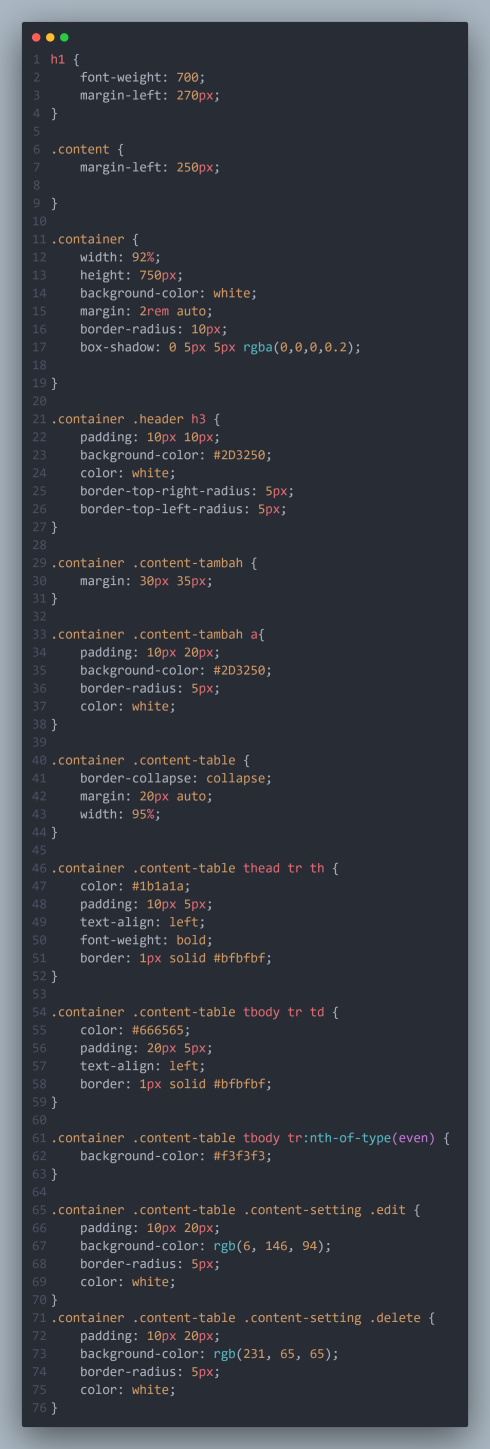 1 h1 {
2     font-weight: 700;
3     margin-left: 270px;
4 }
5
6 .content {
7     margin-left: 250px;
8
9 }
10
11 .container {
12     width: 92%;
13     height: 750px;
14     background-color: white;
15     margin: 2rem auto;
16     border-radius: 10px;
17     box-shadow: 0 5px 5px rgba(0,0,0,0.2);
18
19 }
20
21 .container .header h3 {
22     padding: 10px 10px;
23     background-color: #2D3250;
24     color: white;
25     border-top-right-radius: 5px;
26     border-top-left-radius: 5px;
27 }
28
29 .container .content-tambah {
30     margin: 30px 35px;
31 }
32
33 .container .content-tambah a{
34     padding: 10px 20px;
35     background-color: #2D3250;
36     border-radius: 5px;
37     color: white;
38 }
39
40 .container .content-table {
41     border-collapse: collapse;
42     margin: 20px auto;
43     width: 95%;
44 }
45
46 .container .content-table thead tr th {
47     color: #1b1a1a;
48     padding: 10px 5px;
49     text-align: left;
50     font-weight: bold;
51     border: 1px solid #bfbfbf;
52 }
53
54 .container .content-table tbody tr td {
55     color: #666565;
56     padding: 20px 5px;
57     text-align: left;
58     border: 1px solid #bfbfbf;
59 }
60
61 .container .content-table tbody tr:nth-of-type(even) {
62     background-color: #f3f3f3;
63 }
64
65 .container .content-table .content-setting .edit {
66     padding: 10px 20px;
67     background-color: rgb(6, 146, 94);
68     border-radius: 5px;
69     color: white;
70 }
71 .container .content-table .content-setting .delete {
72     padding: 10px 20px;
73     background-color: rgb(231, 65, 65);
74     border-radius: 5px;
75     color: white;
76 }